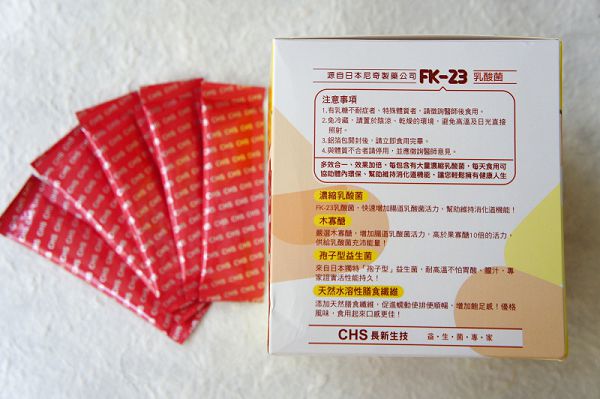 源自日本尼奇製藥公司 FK-23 乳酸菌
注意事項
1.有乳糖不耐症者、特殊體質者，請徵詢醫師後食用。
2.免冷藏，請置於陰涼、乾燥的環境，避免高溫及日光直接
照射。
3.鋁箔包開封後，請立即食用完畢。
4.與體質不合者請停用，並應徵詢醫師意見。
多效合一、效果加倍，每包含有大量濃縮乳酸菌，每天食用可
協助體內環保、幫助維持消化道機能、讓您輕鬆擁有健康人生
濃縮乳酸菌
FK-23乳酸菌，快速增加腸道乳酸菌活力，幫助維持消化道機能！
木寡醣
嚴選木寡醣，增加腸道乳酸菌活力，高於果寡醣10倍的活力，
供給乳酸菌充沛能量！
孢子型益生菌
來自日本獨特「孢子型」益生菌，耐高溫不怕胃酸、膽汁，專
家證實活性能持久！
天然水溶性膳食纖維
添加天然膳食纖維，促進蠕動使排便順暢，增加飽足感！優格
風味，食用起來口感更佳！
CHS 長新生技 益·生·菌·專·家
CHS CHS CHS